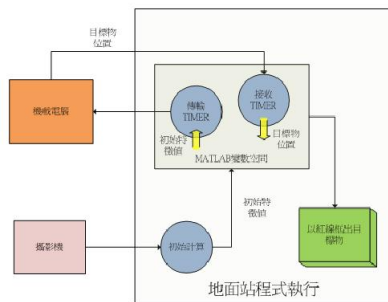 目標物
位置
機載電腦
傳輸
TIMER
接收
TIMER
初始特
徵值
目標物
位置
MATLAB變數空間
初始特
徵值
攝影機
初始計算
以紅線框出目
標物
地面站程式執行